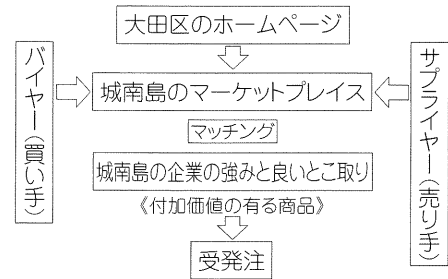 大田区のホームページ
バイヤー（買い手）
城南島のマーケットプレイス
サプライヤー（売り手）
マッチング
城南島の企業の強みと良いとこ取り
《付加価値の有る商品》
受発注